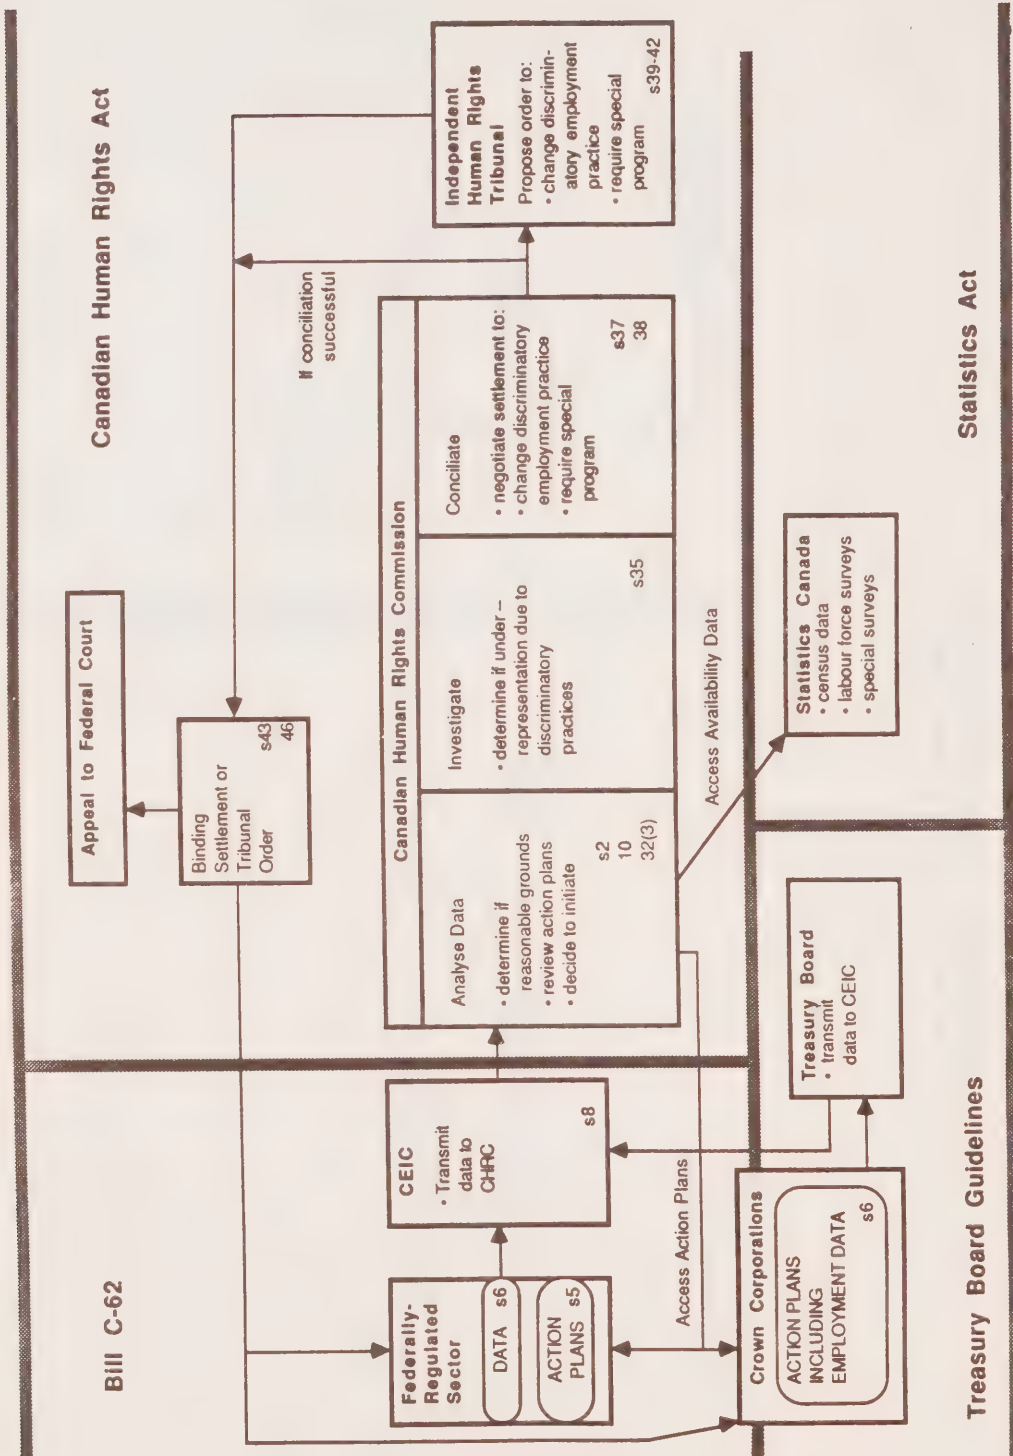 Bill C-62
Canadian Human Rights Act
Appeal to Federal Court
Binding
Settlement or
Tribunal
Order
s43
46
If conciliation
successful
Federally-
Regulated
Sector
DATA s6
ACTION
PLANS s5
CEIC
• Transmit
data to
CHRC
s8
Canadian Human Rights Commission
Analyse Data
• determine if
reasonable grounds
• review action plans
• decide to initiate
s2
10
32(3)
Investigate
• determine if under –
representation due to
discriminatory
practices
s35
Conciliate
• negotiate settlement to:
• change discriminatory
employment practice
• require special
program
s37
38
Independent
Human Rights
Tribunal
Propose order to:
• change discrimin-
atory employment
practice
• require special
program
s39-42
Access Action Plans
Access Availability Data
Crown Corporations
ACTION PLANS
INCLUDING
EMPLOYMENT DATA
s6
Treasury Board
• transmit
data to CEIC
Statistics Canada
• census data
• labour force surveys
• special surveys
Treasury Board Guidelines
Statistics Act